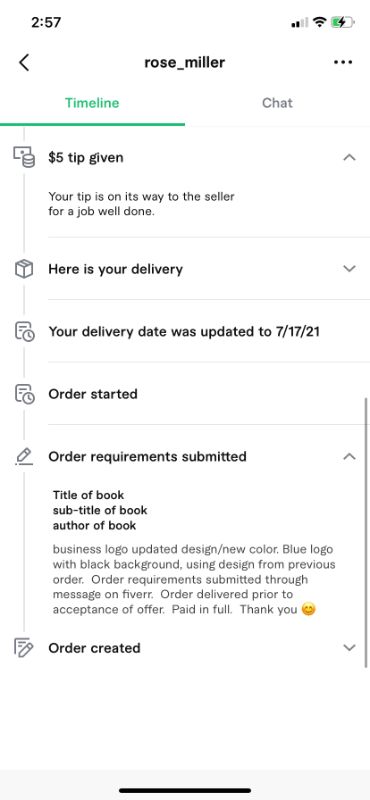 2:57
rose_miller
Timeline
Chat
$5 tip given
Your tip is on its way to the seller
for a job well done.
Here is your delivery
Your delivery date was updated to 7/17/21
Order started
Order requirements submitted
Title of book
sub-title of book
author of book
business logo updated design/new color. Blue logo
with black background, using design from previous
order.  Order requirements submitted through
message on fiverr.  Order delivered prior to
acceptance of offer.  Paid in full.  Thank you 😊
Order created